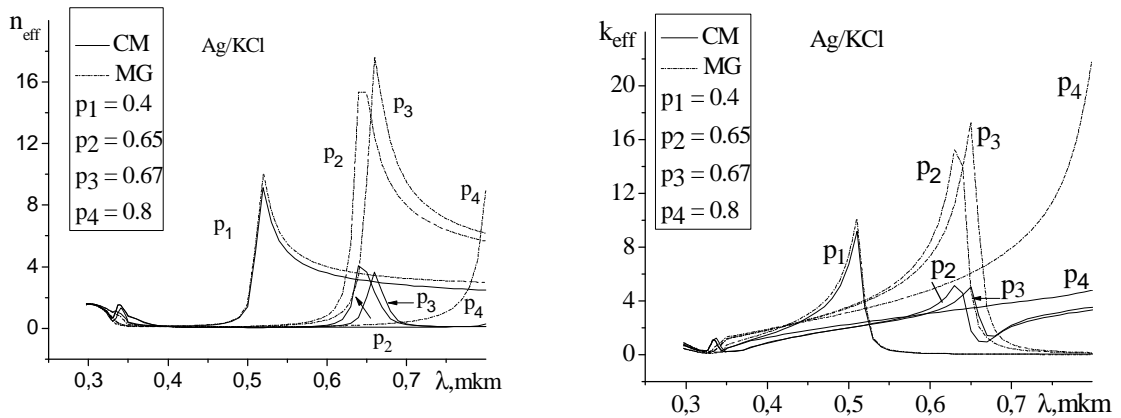 n eff
CM
MG
p1 = 0.4
p2 = 0.65
p3 = 0.67
p4 = 0.8
Ag/KCl
16
12
8
4
0
p1
p2
p3
p4
p3
p4
p2
0,3 0,4 0,5 0,6 0,7 λ,mkm
keff
CM
MG
p1 = 0.4
p2 = 0.65
p3 = 0.67
p4 = 0.8
Ag/KCl
20
16
12
8
4
0
p4
p3
p2
p1
p2
p3
p4
0,3 0,4 0,5 0,6 0,7 λ,mkm